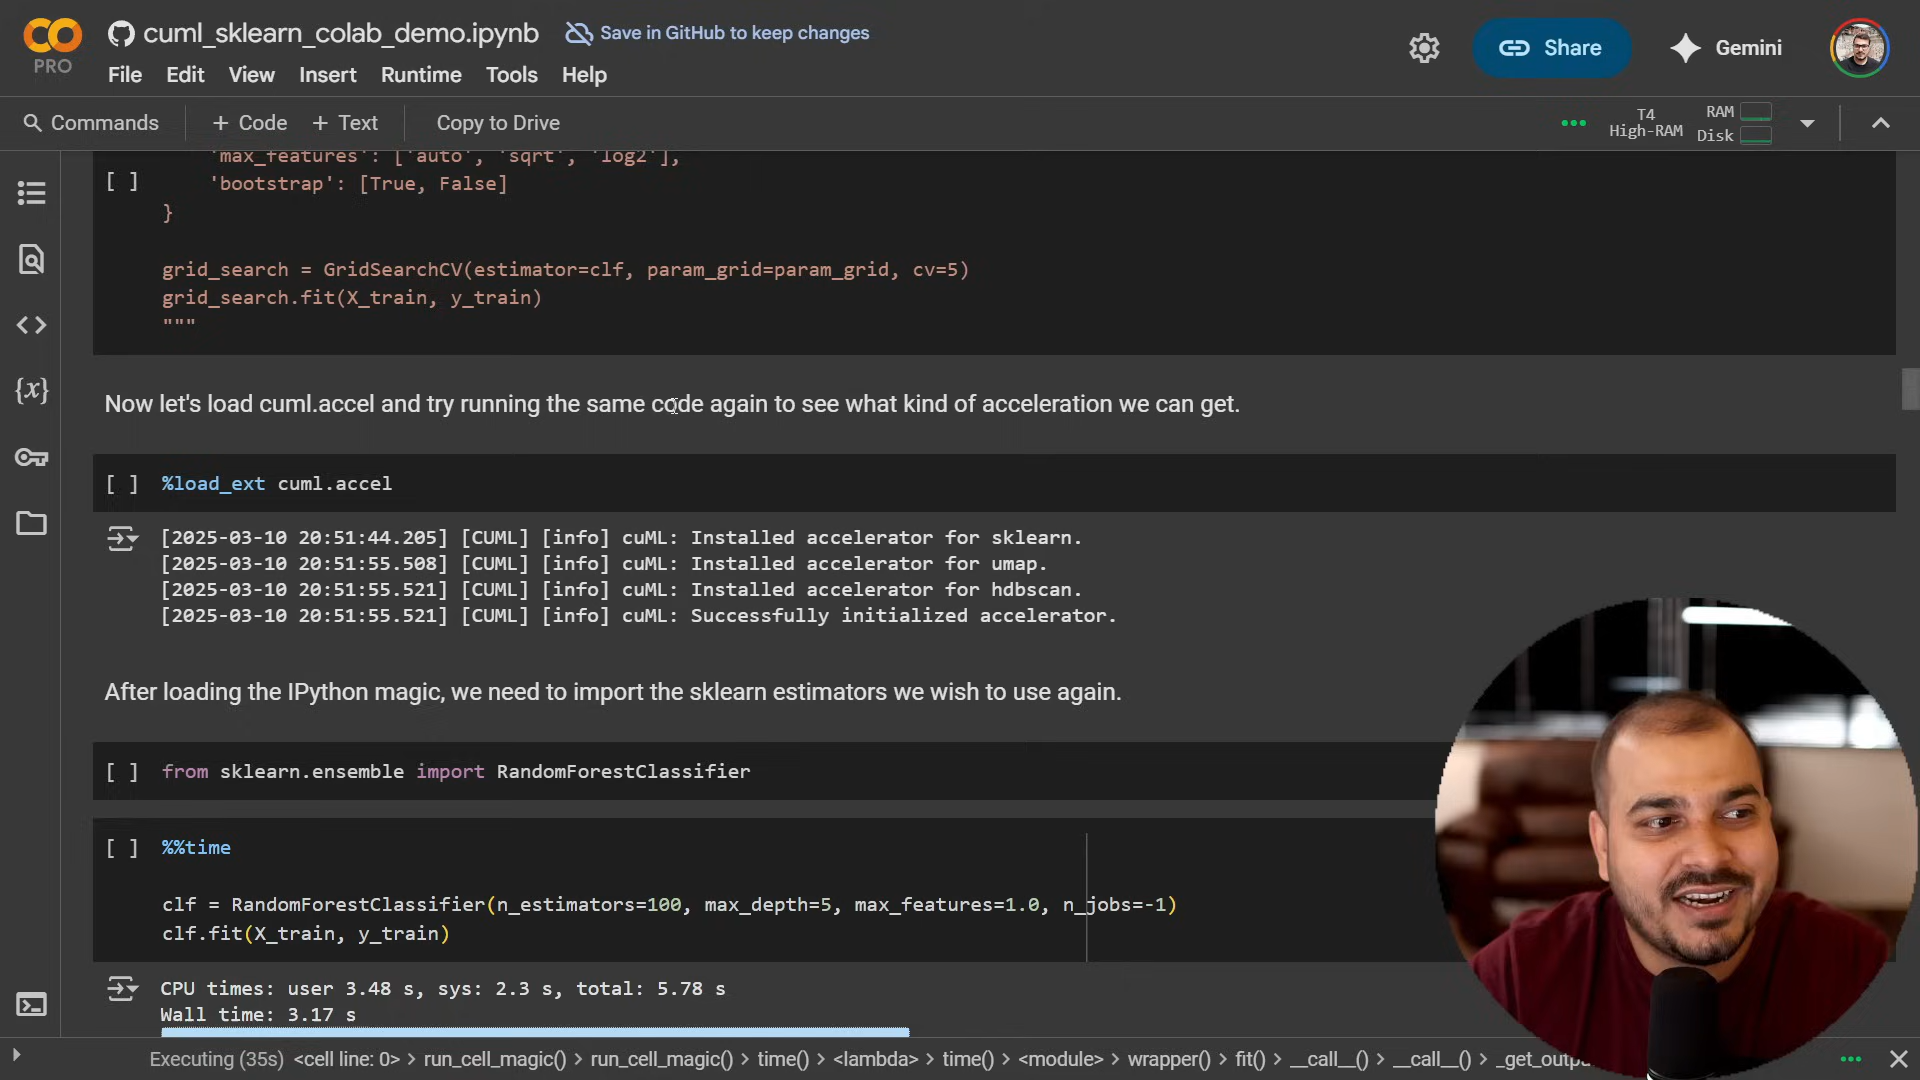 CO
PRO
cuml_sklearn_colab_demo.ipynb
Save in GitHub to keep changes
Share
Gemini
File Edit View Insert Runtime Tools Help
Commands + Code + Text Copy to Drive
T4
High-RAM
RAM
Disk
'max_features': ['auto', 'sqrt', 'log2'],
[ ] 'bootstrap': [True, False]
}
grid_search = GridSearchCV(estimator=clf, param_grid=param_grid, cv=5)
grid_search.fit(X_train, y_train)
"""
Now let's load cuml.accel and try running the same code again to see what kind of acceleration we can get.
[ ] %load_ext cuml.accel
[2025-03-10 20:51:44.205] [CUML] [info] cuML: Installed accelerator for sklearn.
[2025-03-10 20:51:55.508] [CUML] [info] cuML: Installed accelerator for umap.
[2025-03-10 20:51:55.521] [CUML] [info] cuML: Installed accelerator for hdbscan.
[2025-03-10 20:51:55.521] [CUML] [info] cuML: Successfully initialized accelerator.
After loading the IPython magic, we need to import the sklearn estimators we wish to use again.
[ ] from sklearn.ensemble import RandomForestClassifier
[ ] %%time
clf = RandomForestClassifier(n_estimators=100, max_depth=5, max_features=1.0, n_jobs=-1)
clf.fit(X_train, y_train)
CPU times: user 3.48 s, sys: 2.3 s, total: 5.78 s
Wall time: 3.17 s
Executing (35s) <cell line: 0> > run_cell_magic() > run_cell_magic() > time() > <lambda> > time() > <module> > wrapper() > fit() > __call__() > __call__() > _get_outpu